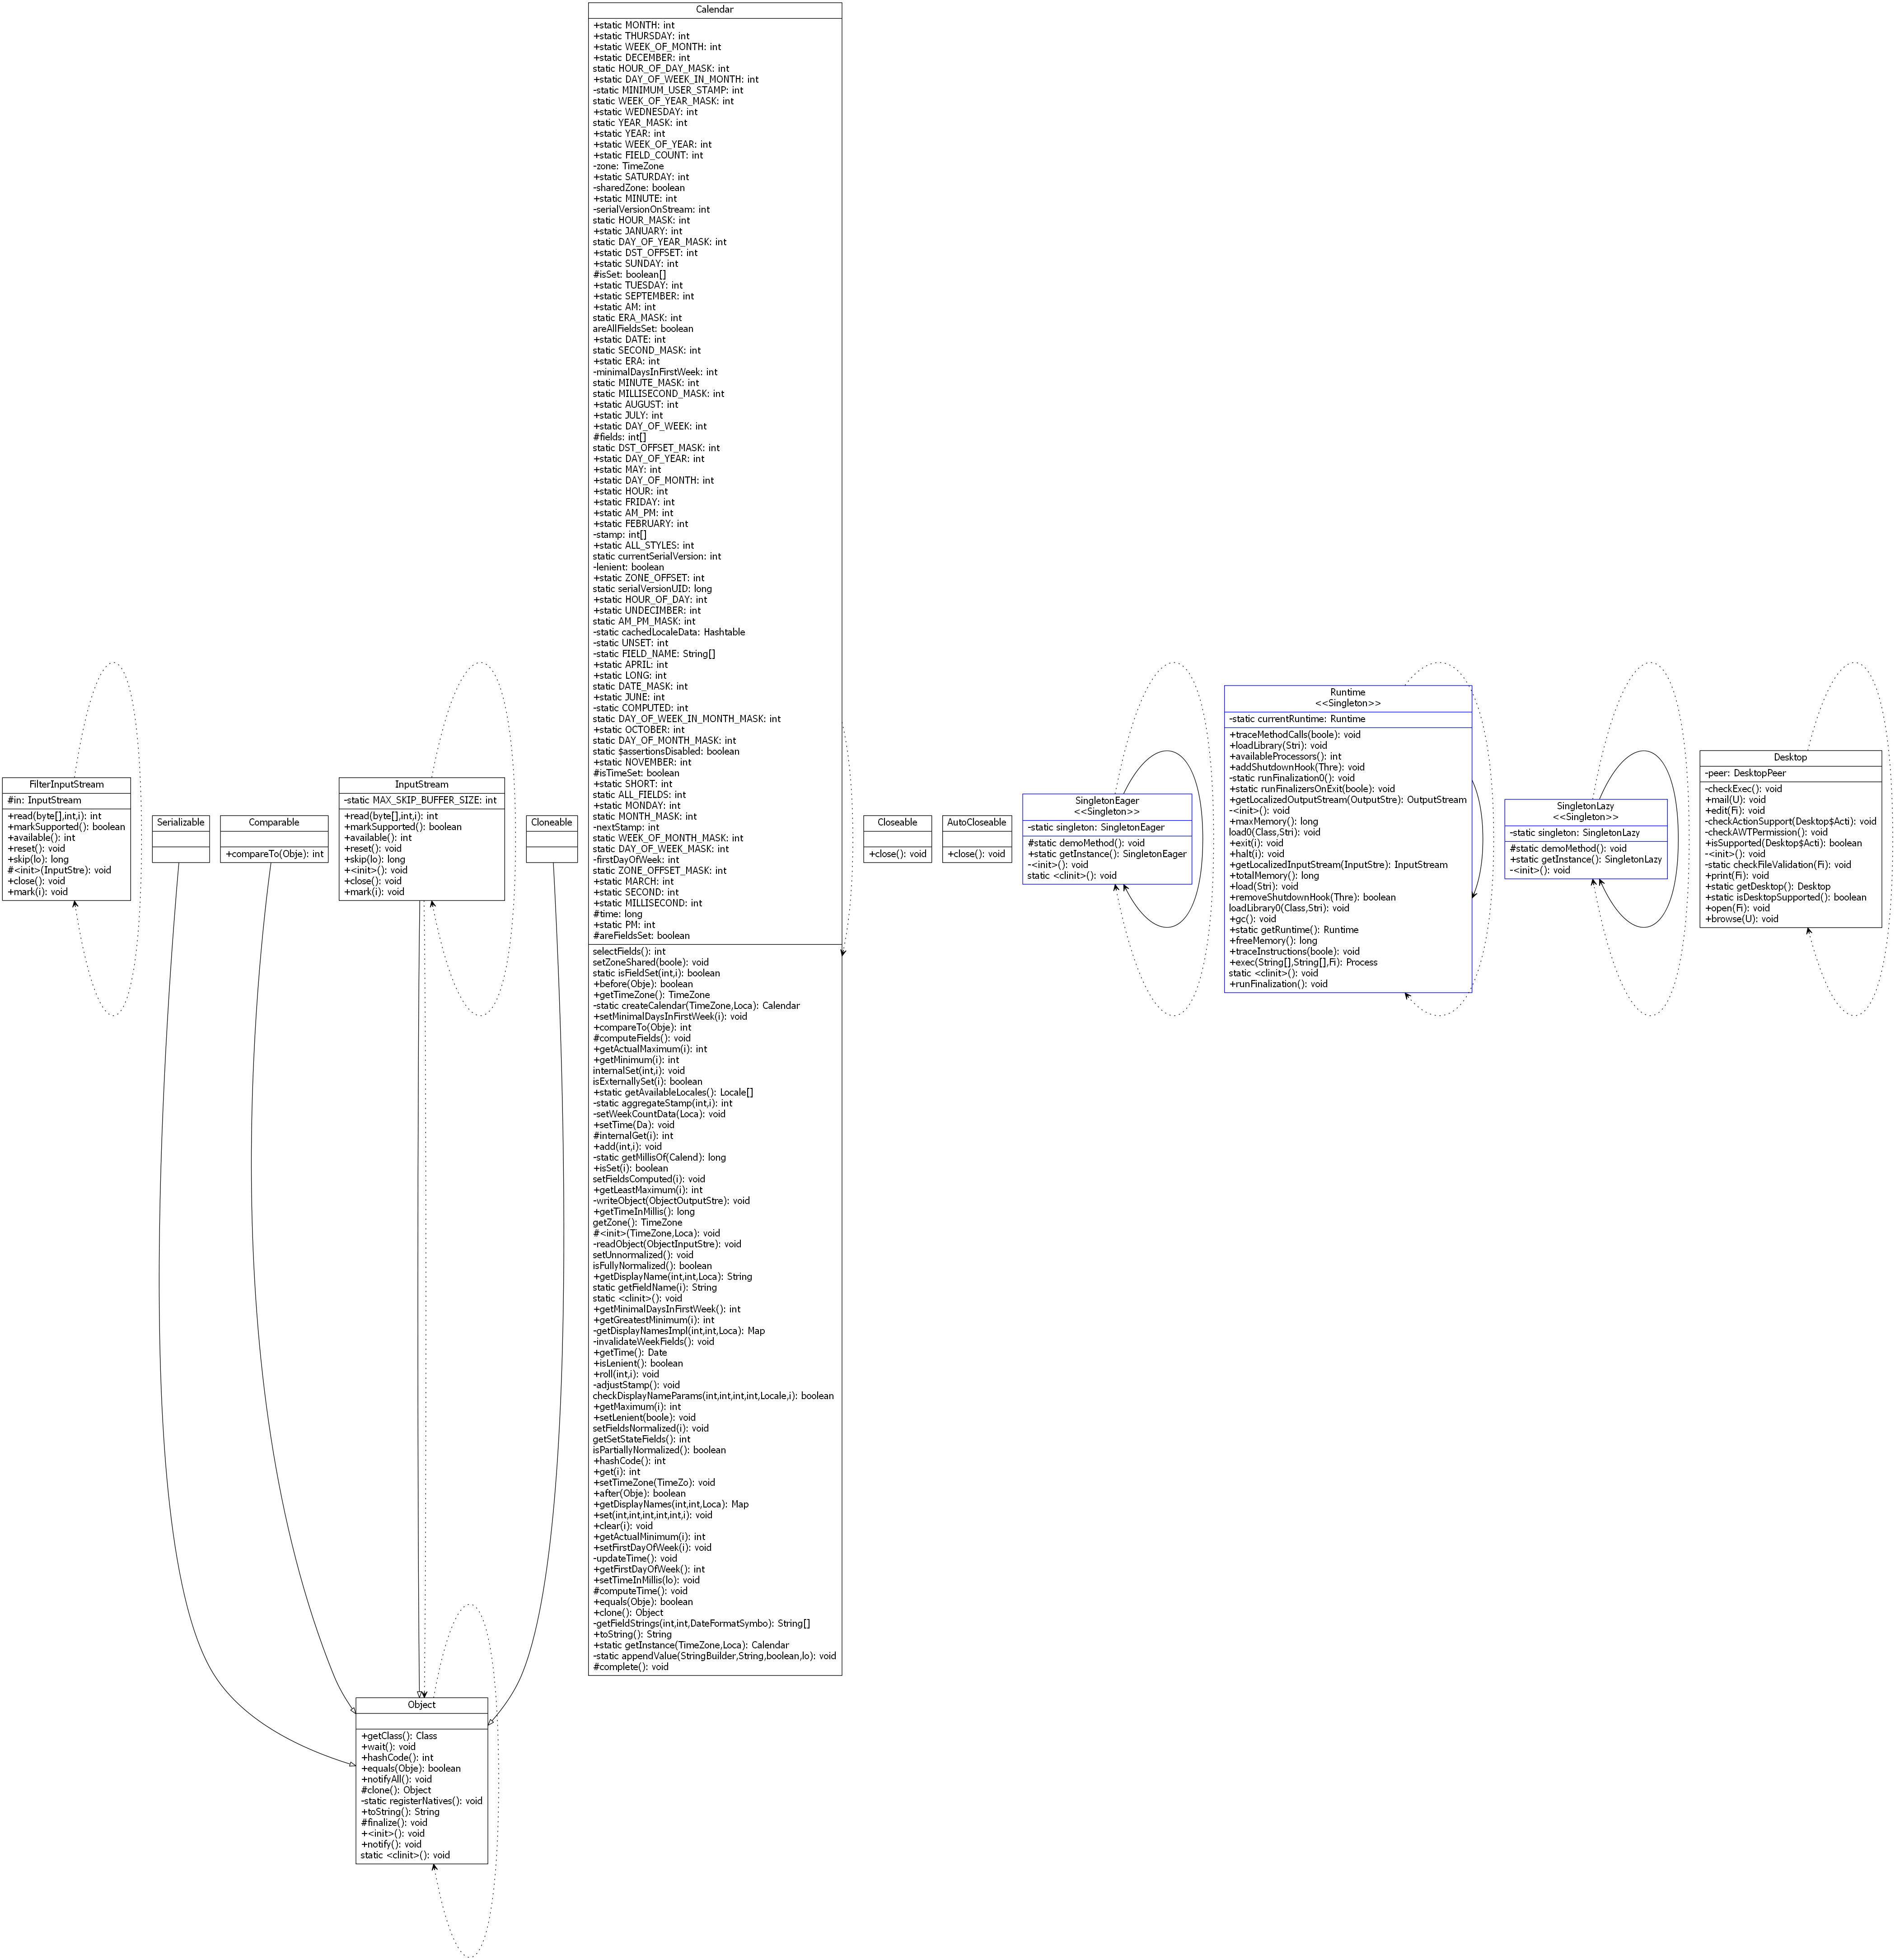 Calendar
+static MONTH: int
+static THURSDAY: int
+static WEEK_OF_MONTH: int
+static DECEMBER: int
static HOUR_OF_DAY_MASK: int
+static DAY_OF_WEEK_IN_MONTH: int
-static MINIMUM_USER_STAMP: int
static WEEK_OF_YEAR_MASK: int
+static WEDNESDAY: int
static YEAR_MASK: int
+static YEAR: int
+static WEEK_OF_YEAR: int
+static FIELD_COUNT: int
-zone: TimeZone
+static SATURDAY: int
-sharedZone: boolean
+static MINUTE: int
-serialVersionOnStream: int
static HOUR_MASK: int
+static JANUARY: int
static DAY_OF_YEAR_MASK: int
+static DST_OFFSET: int
+static SUNDAY: int
#isSet: boolean[]
+static TUESDAY: int
+static SEPTEMBER: int
+static AM: int
static ERA_MASK: int
areAllFieldsSet: boolean
+static DATE: int
static SECOND_MASK: int
+static ERA: int
-minimalDaysInFirstWeek: int
static MINUTE_MASK: int
static MILLISECOND_MASK: int
+static AUGUST: int
+static JULY: int
+static DAY_OF_WEEK: int
#fields: int[]
static DST_OFFSET_MASK: int
+static DAY_OF_YEAR: int
+static MAY: int
+static DAY_OF_MONTH: int
+static HOUR: int
+static FRIDAY: int
+static AM_PM: int
+static FEBRUARY: int
-stamp: int[]
+static ALL_STYLES: int
static currentSerialVersion: int
-lenient: boolean
+static ZONE_OFFSET: int
static serialVersionUID: long
+static HOUR_OF_DAY: int
+static UNDECIMBER: int
static AM_PM_MASK: int
-static cachedLocaleData: Hashtable
-static UNSET: int
-static FIELD_NAME: String[]
+static APRIL: int
+static LONG: int
static DATE_MASK: int
+static JUNE: int
-static COMPUTED: int
static DAY_OF_WEEK_IN_MONTH_MASK: int
+static OCTOBER: int
static DAY_OF_MONTH_MASK: int
static $assertionsDisabled: boolean
+static NOVEMBER: int
#isTimeSet: boolean
+static SHORT: int
static ALL_FIELDS: int
+static MONDAY: int
static MONTH_MASK: int
-nextStamp: int
static WEEK_OF_MONTH_MASK: int
static DAY_OF_WEEK_MASK: int
-firstDayOfWeek: int
static ZONE_OFFSET_MASK: int
+static MARCH: int
+static SECOND: int
+static MILLISECOND: int
#time: long
+static PM: int
#areFieldsSet: boolean
selectFields(): int
setZoneShared(boole): void
static isFieldSet(int,i): boolean
+before(Obje): boolean
+getTimeZone(): TimeZone
-static createCalendar(TimeZone,Loca): Calendar
+setMinimalDaysInFirstWeek(i): void
+compareTo(Obje): int
#computeFields(): void
+getActualMaximum(i): int
+getMinimum(i): int
internalSet(int,i): void
isExternallySet(i): boolean
+static getAvailableLocales(): Locale[]
-static aggregateStamp(int,i): int
-setWeekCountData(Loca): void
+setTime(Da): void
#internalGet(i): int
+add(int,i): void
-static getMillisOf(Calend): long
+isSet(i): boolean
setFieldsComputed(i): void
+getLeastMaximum(i): int
-writeObject(ObjectOutputStre): void
+getTimeInMillis(): long
getZone(): TimeZone
#<init>(TimeZone,Loca): void
-readObject(ObjectInputStre): void
setUnnormalized(): void
isFullyNormalized(): boolean
+getDisplayName(int,int,Loca): String
static getFieldName(i): String
static <clinit>(): void
+getMinimalDaysInFirstWeek(): int
+getGreatestMinimum(i): int
-getDisplayNamesImpl(int,int,Loca): Map
-invalidateWeekFields(): void
+getTime(): Date
+isLenient(): boolean
+roll(int,i): void
-adjustStamp(): void
checkDisplayNameParams(int,int,int,int,Locale,i): boolean
+getMaximum(i): int
+setLenient(boole): void
setFieldsNormalized(i): void
getSetStateFields(): int
isPartiallyNormalized(): boolean
+hashCode(): int
+get(i): int
+setTimeZone(TimeZo): void
+after(Obje): boolean
+getDisplayNames(int,int,Loca): Map
+set(int,int,int,int,int,i): void
+clear(i): void
+getActualMinimum(i): int
+setFirstDayOfWeek(i): void
-updateTime(): void
+getFirstDayOfWeek(): int
+setTimeInMillis(lo): void
#computeTime(): void
+equals(Obje): boolean
+clone(): Object
-getFieldStrings(int,int,DateFormatSymbo): String[]
+toString(): String
+static getInstance(TimeZone,Loca): Calendar
-static appendValue(StringBuilder,String,boolean,lo): void
#complete(): void
FilterInputStream
#in: InputStream
+read(byte[],int,i): int
+markSupported(): boolean
+available(): int
+reset(): void
+skip(lo): long
#<init>(InputStre): void
+close(): void
+mark(i): void
Serializable
Comparable
+compareTo(Obje): int
InputStream
-static MAX_SKIP_BUFFER_SIZE: int
+read(byte[],int,i): int
+markSupported(): boolean
+available(): int
+reset(): void
+skip(lo): long
+<init>(): void
+close(): void
+mark(i): void
Cloneable
Closeable
+close(): void
AutoCloseable
+close(): void
SingletonEager
<<Singleton>>
-static singleton: SingletonEager
#static demoMethod(): void
+static getInstance(): SingletonEager
-<init>(): void
static <clinit>(): void
Runtime
<<Singleton>>
-static currentRuntime: Runtime
+traceMethodCalls(boole): void
+loadLibrary(Stri): void
+availableProcessors(): int
+addShutdownHook(Thre): void
-static runFinalization0(): void
+static runFinalizersOnExit(boole): void
+getLocalizedOutputStream(OutputStre): OutputStream
-<init>(): void
+maxMemory(): long
load0(Class,Stri): void
+exit(i): void
+halt(i): void
+getLocalizedInputStream(InputStre): InputStream
+totalMemory(): long
+load(Stri): void
+removeShutdownHook(Thre): boolean
loadLibrary0(Class,Stri): void
+gc(): void
+static getRuntime(): Runtime
+freeMemory(): long
+traceInstructions(boole): void
+exec(String[],String[],Fi): Process
static <clinit>(): void
+runFinalization(): void
SingletonLazy
<<Singleton>>
-static singleton: SingletonLazy
#static demoMethod(): void
+static getInstance(): SingletonLazy
-<init>(): void
Desktop
-peer: DesktopPeer
-checkExec(): void
+mail(U): void
+edit(Fi): void
-checkActionSupport(Desktop$Acti): void
-checkAWTPermission(): void
+isSupported(Desktop$Acti): boolean
-<init>(): void
-static checkFileValidation(Fi): void
+print(Fi): void
+static getDesktop(): Desktop
+static isDesktopSupported(): boolean
+open(Fi): void
+browse(U): void
Object
+getClass(): Class
+wait(): void
+hashCode(): int
+equals(Obje): boolean
+notifyAll(): void
#clone(): Object
-static registerNatives(): void
+toString(): String
#finalize(): void
+<init>(): void
+notify(): void
static <clinit>(): void